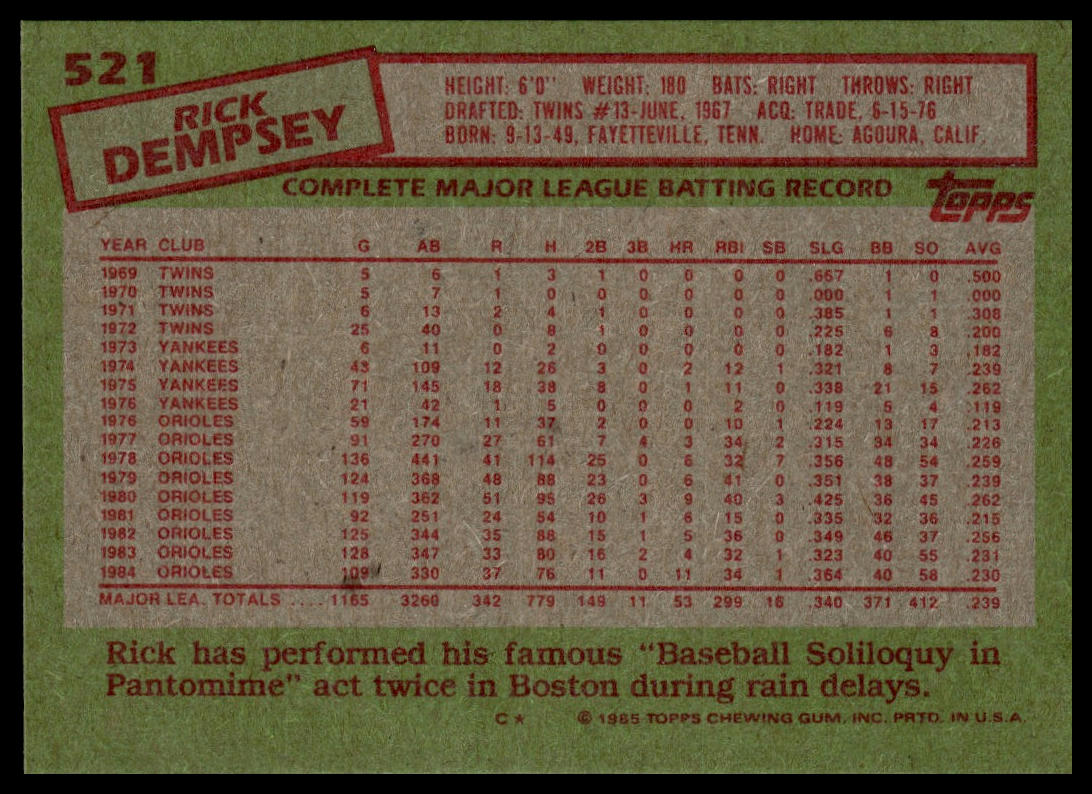 521
RICK
DEMPSEY
HEIGHT: 6'0" WEIGHT: 180 BATS: RIGHT THROWS: RIGHT
DRAFTED: TWINS #13-JUNE, 1967 ACQ: TRADE, 6-15-76
BORN: 9-13-49, FAYETTEVILLE, TENN. HOME: AGOURA, CALIF.
COMPLETE MAJOR LEAGUE BATTING RECORD
TOPPS
YEAR CLUB G AB R H 2B 3B HR RBI SB SLG BB SO AVG
1969 TWINS 5 6 1 3 1 0 0 0 0 .667 1 0 .500
1970 TWINS 5 7 1 0 0 0 0 0 0 .000 1 1 .000
1971 TWINS 6 13 2 4 1 0 0 0 0 .385 1 1 .308
1972 TWINS 25 40 0 8 1 0 0 0 0 .225 6 8 .200
1973 YANKEES 6 11 0 2 0 0 0 0 0 .182 1 3 .182
1974 YANKEES 43 109 12 26 3 0 2 12 1 .321 8 7 .239
1975 YANKEES 71 145 18 38 8 0 1 11 0 .338 21 15 .262
1976 YANKEES 21 42 1 5 0 0 0 2 0 .119 5 4 .119
1976 ORIOLES 59 174 11 37 2 0 0 10 1 .224 13 17 .213
1977 ORIOLES 91 270 27 61 7 4 3 34 2 .315 34 34 .226
1978 ORIOLES 136 441 41 114 25 0 6 32 7 .356 48 54 .259
1979 ORIOLES 124 368 48 88 23 0 6 41 0 .351 38 37 .239
1980 ORIOLES 119 362 51 95 26 3 9 40 3 .425 36 45 .262
1981 ORIOLES 92 251 24 54 10 1 6 15 0 .335 32 36 .215
1982 ORIOLES 125 344 35 88 15 1 5 36 0 .349 46 37 .256
1983 ORIOLES 128 347 33 80 16 2 4 32 1 .323 40 55 .231
1984 ORIOLES 109 330 37 76 11 0 11 34 1 .364 40 58 .230
MAJOR LEA. TOTALS .... 1165 3260 342 779 149 11 53 299 16 .340 371 412 .239
Rick has performed his famous "Baseball Soliloquy in
Pantomime" act twice in Boston during rain delays.
C* © 1985 TOPPS CHEWING GUM, INC. PRTD. IN U.S.A.